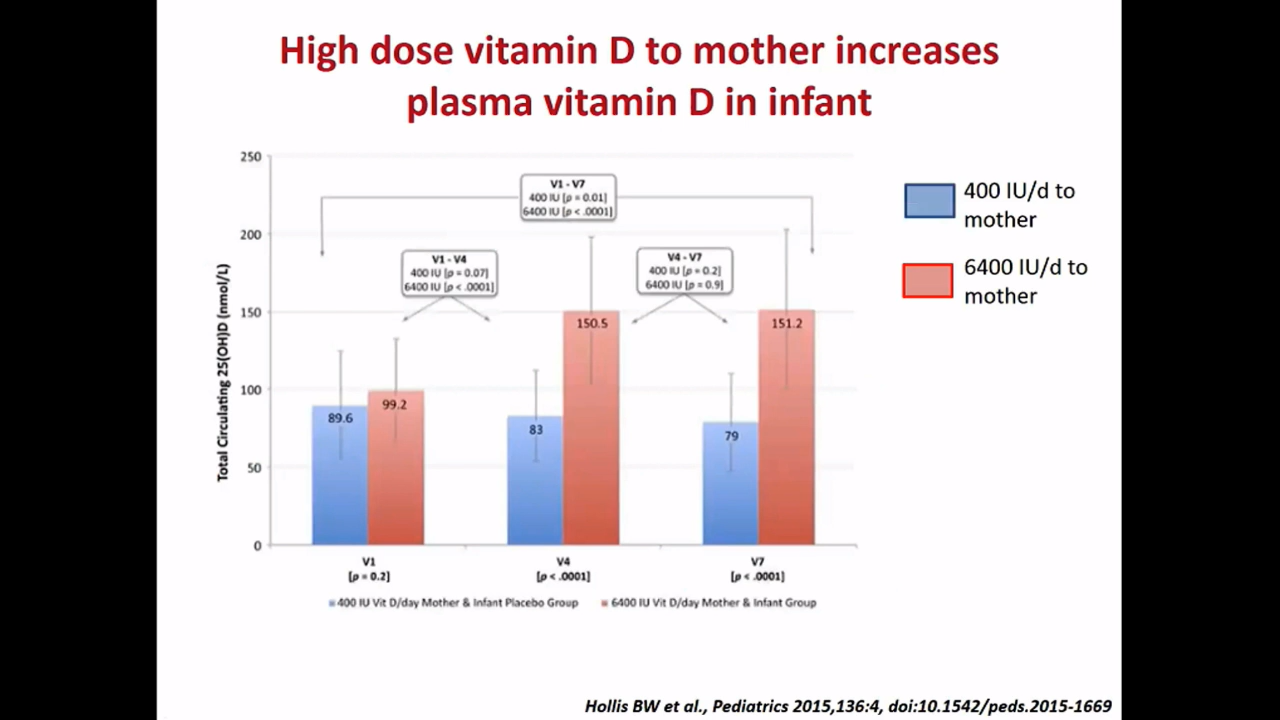 High dose vitamin D to mother increases
plasma vitamin D in infant
Total Circulating 25(OH)D (nmol/L)
250
200
150
100
50
0
V1 - V7
400 IU [p = 0.01]
6400 IU [p < .0001]
V1 - V4
400 IU [p = 0.07]
6400 IU [p < .0001]
V4 - V7
400 IU [p = 0.2]
6400 IU [p = 0.9]
89.6
99.2
83
150.5
79
151.2
V1
[p = 0.2]
V4
[p < .0001]
V7
[p < .0001]
400 IU Vit D/day Mother & Infant Placebo Group
6400 IU Vit D/day Mother & Infant Group
400 IU/d to
mother
6400 IU/d to
mother
Hollis BW et al., Pediatrics 2015,136:4, doi:10.1542/peds.2015-1669